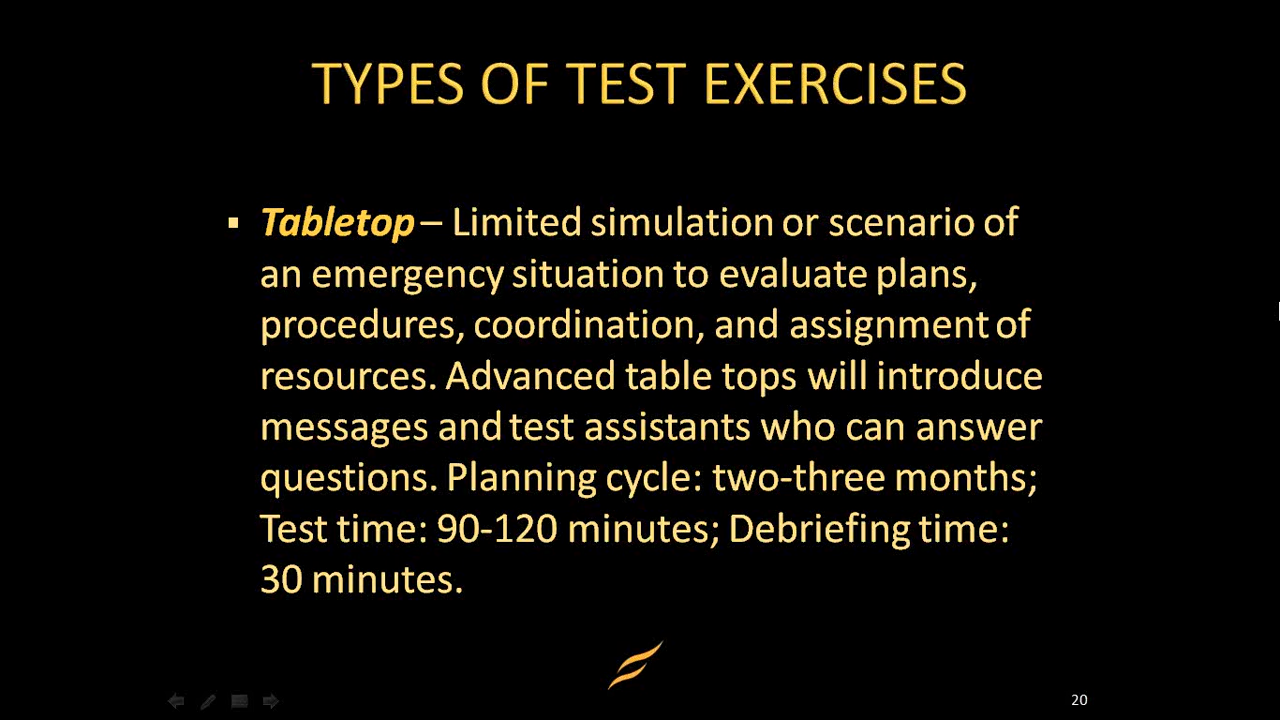 TYPES OF TEST EXERCISES
▪ Tabletop – Limited simulation or scenario of
an emergency situation to evaluate plans,
procedures, coordination, and assignment of
resources. Advanced table tops will introduce
messages and test assistants who can answer
questions. Planning cycle: two-three months;
Test time: 90-120 minutes; Debriefing time:
30 minutes.
20